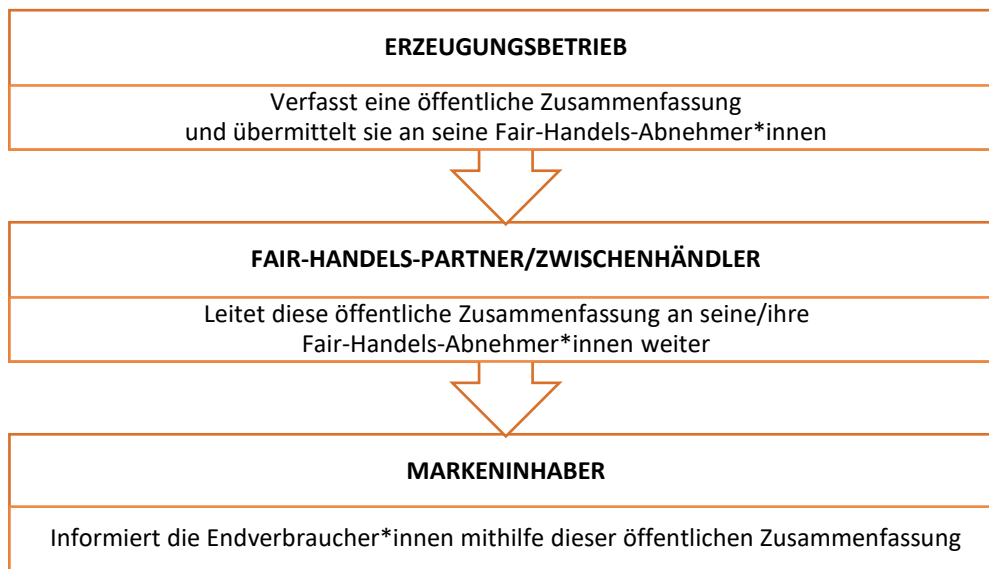 ERZEUGUNGSBETRIEB
Verfasst eine öffentliche Zusammenfassung
und übermittelt sie an seine Fair-Handels-Abnehmer*innen
FAIR-HANDELS-PARTNER/ZWISCHENHÄNDLER
Leitet diese öffentliche Zusammenfassung an seine/ihre
Fair-Handels-Abnehmer*innen weiter
MARKENINHABER
Informiert die Endverbraucher*innen mithilfe dieser öffentlichen Zusammenfassung